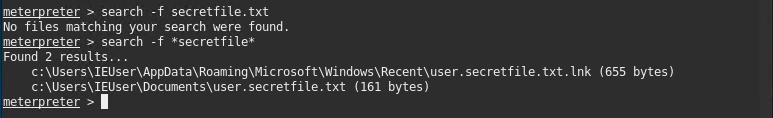 meterpreter > search -f secretfile.txt
No files matching your search were found.
meterpreter > search -f *secretfile*
Found 2 results...
    c:\Users\IEUser\AppData\Roaming\Microsoft\Windows\Recent\user.secretfile.txt.lnk (655 bytes)
    c:\Users\IEUser\Documents\user.secretfile.txt (161 bytes)
meterpreter >